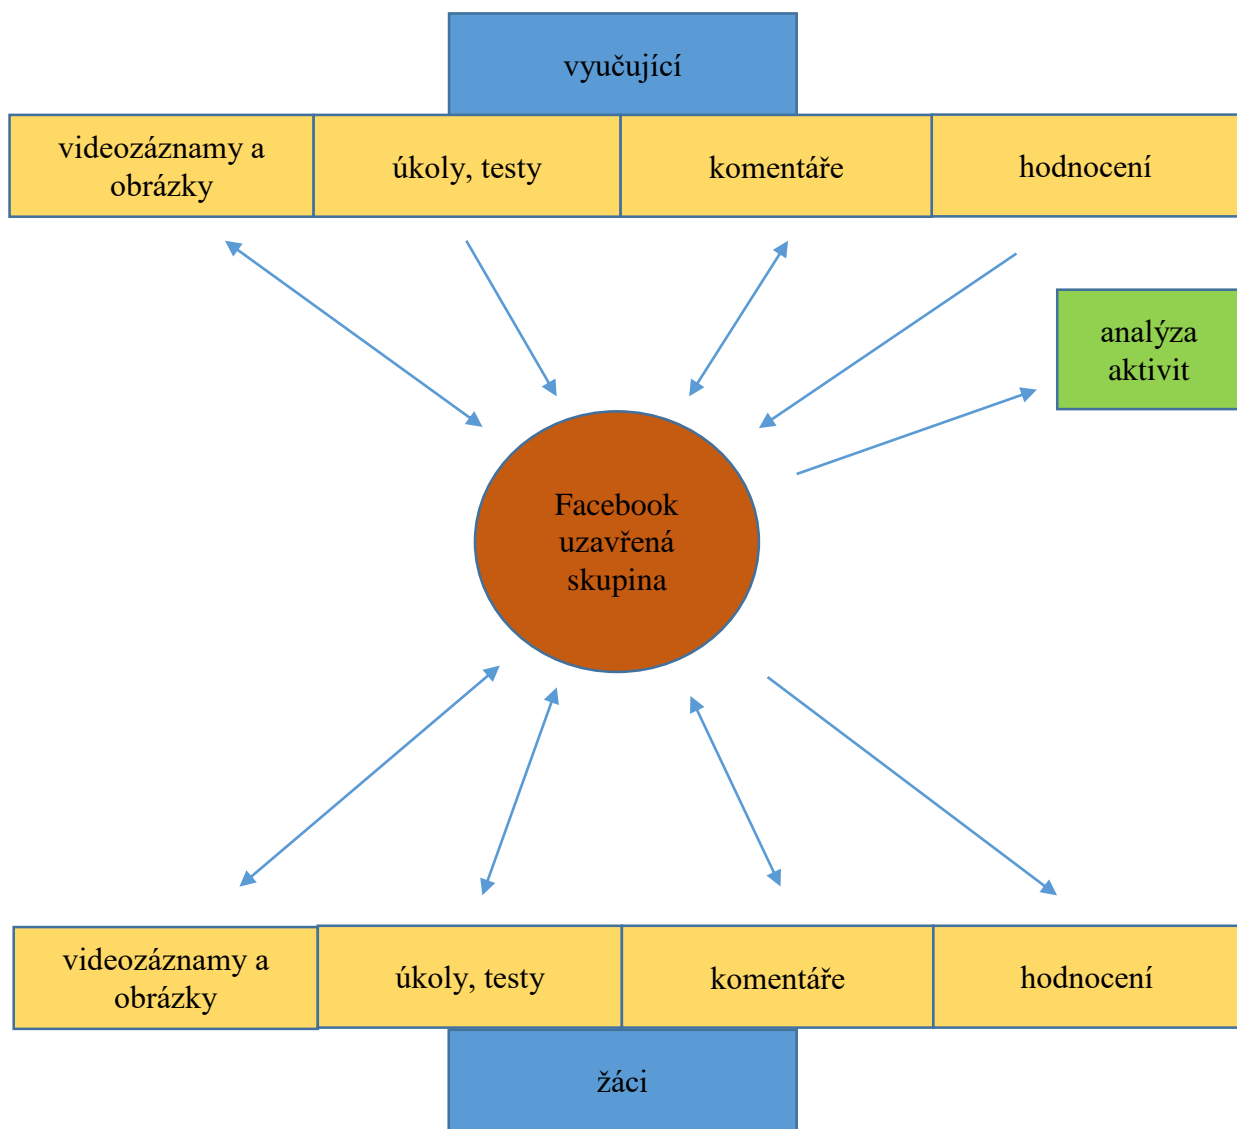 vyučující
videozáznamy a
obrázky
úkoly, testy
komentáře
hodnocení
analýza
aktivit
Facebook
uzavřená
skupina
videozáznamy a
obrázky
úkoly, testy
komentáře
hodnocení
žáci